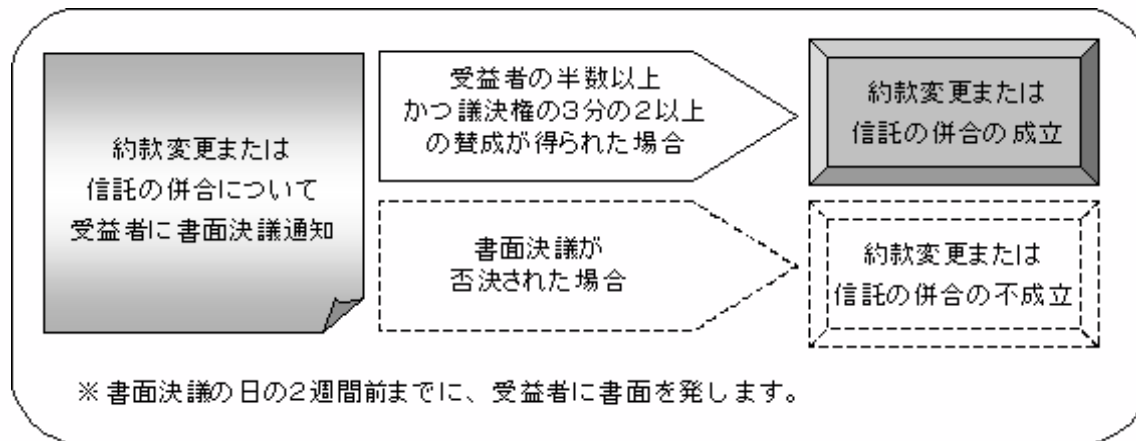 約款変更または
信託の併合について
受益者に書面決議通知
受益者の半数以上
かつ議決権の3分の2以上
の賛成が得られた場合
約款変更または
信託の併合の成立
書面決議が
否決された場合
約款変更または
信託の併合の不成立
※書面決議の日の2週間前までに、受益者に書面を発します。